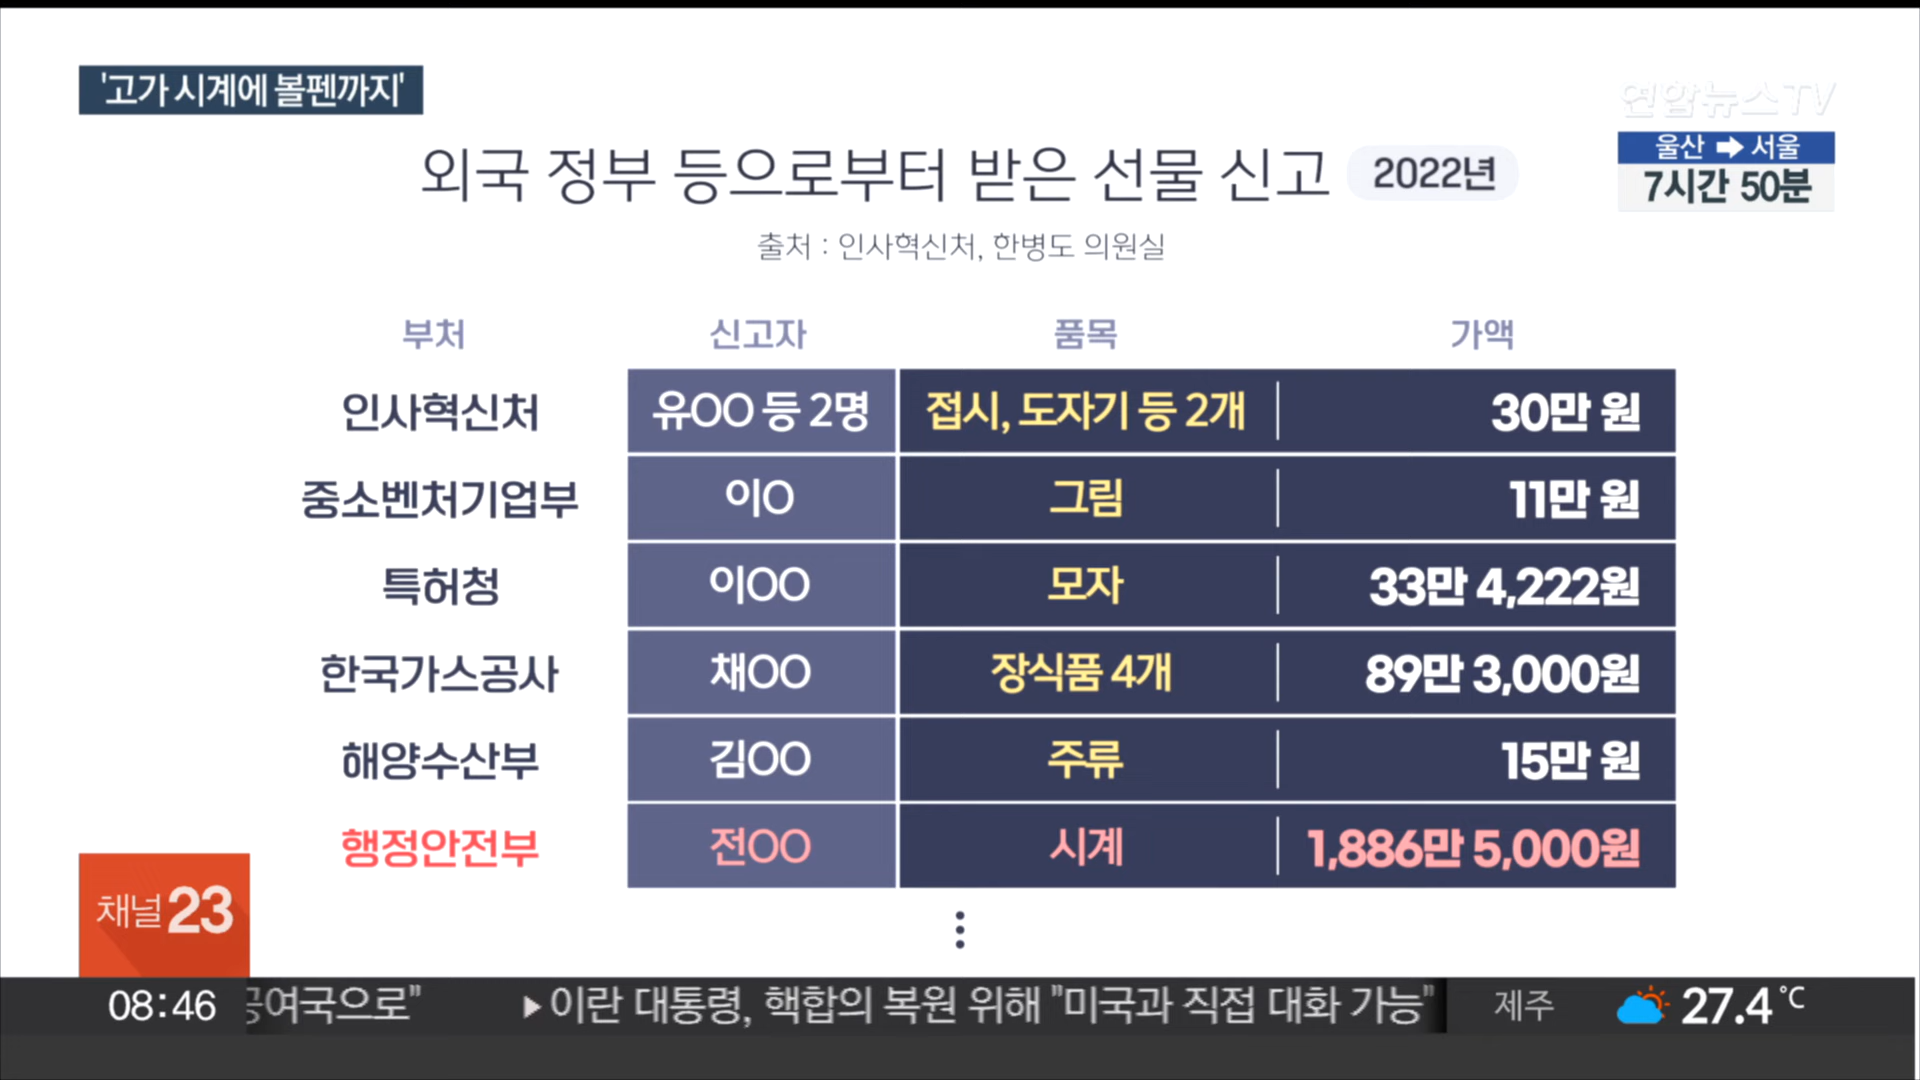 '고가 시계에 볼펜까지'
연합뉴스TV
울산 ➡ 서울
7시간 50분
외국 정부 등으로부터 받은 선물 신고 2022년
출처 : 인사혁신처, 한병도 의원실
부처 신고자 품목 가액
인사혁신처 유OO 등 2명 접시, 도자기 등 2개 30만 원
중소벤처기업부 이O 그림 11만 원
특허청 이OO 모자 33만 4,222원
한국가스공사 채OO 장식품 4개 89만 3,000원
해양수산부 김OO 주류 15만 원
행정안전부 전OO 시계 1,886만 5,000원
채널 23
08:46 공여국으로" ▶이란 대통령, 핵합의 복원 위해 "미국과 직접 대화 가능" 제주 27.4℃